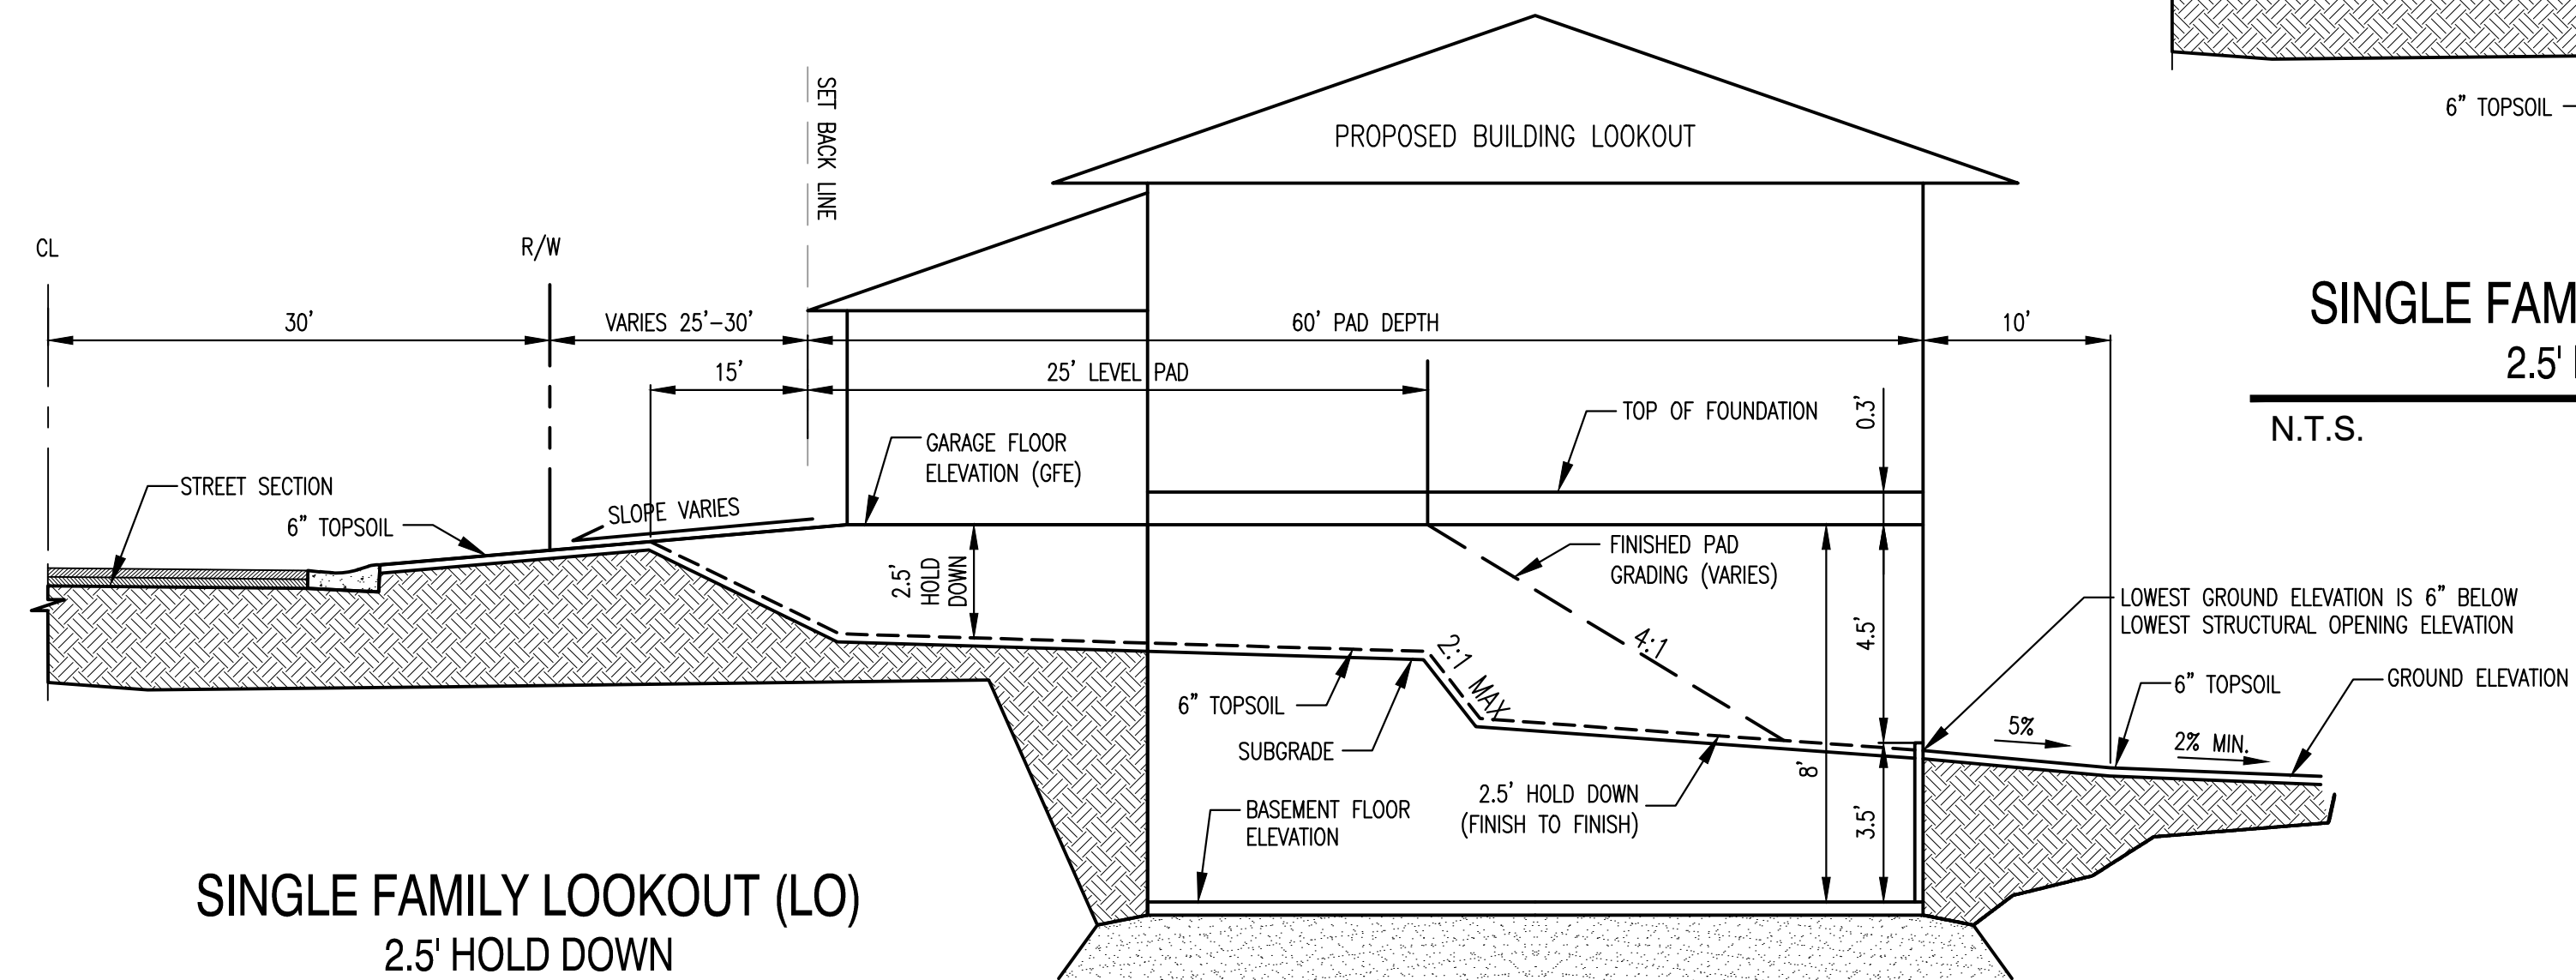 6" TOPSOIL
SET BACK LINE
PROPOSED BUILDING LOOKOUT
CL
R/W
30'
VARIES 25'-30'
60' PAD DEPTH
10'
SINGLE FAM
2.5'
N.T.S.
15'
25' LEVEL PAD
TOP OF FOUNDATION
0.3'
GARAGE FLOOR
ELEVATION (GFE)
STREET SECTION
6" TOPSOIL
SLOPE VARIES
2.5'
HOLD
DOWN
FINISHED PAD
GRADING (VARIES)
4.5'
LOWEST GROUND ELEVATION IS 6" BELOW
LOWEST STRUCTURAL OPENING ELEVATION
2:1 MAX
4:1
6" TOPSOIL
SUBGRADE
5%
2% MIN.
6" TOPSOIL
GROUND ELEVATION
8'
2.5' HOLD DOWN
(FINISH TO FINISH)
3.5'
BASEMENT FLOOR
ELEVATION
SINGLE FAMILY LOOKOUT (LO)
2.5' HOLD DOWN